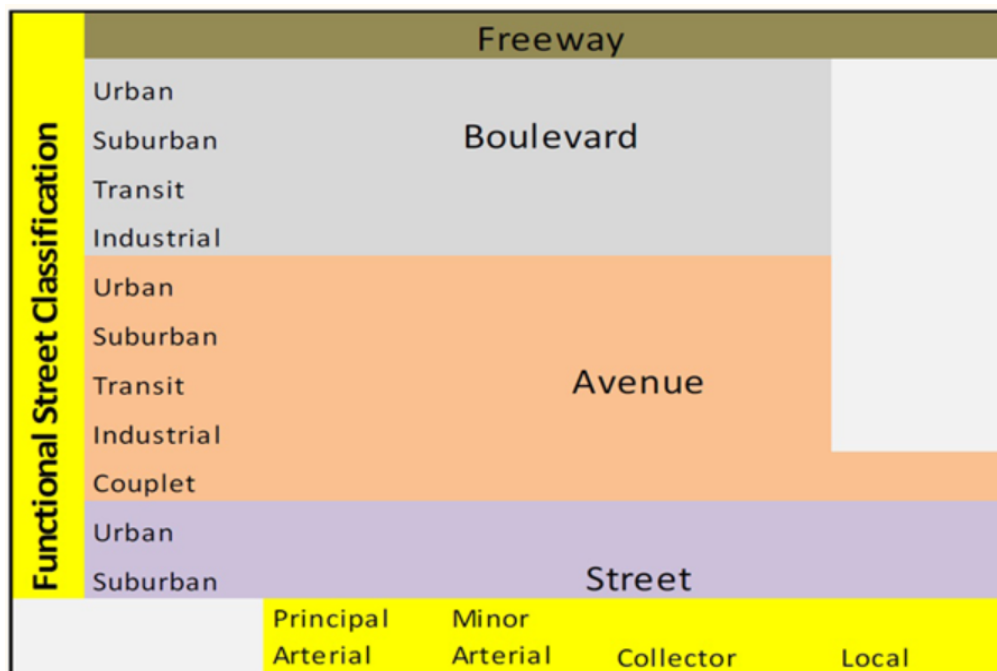 Functional Street Classification
Freeway
Urban
Suburban
Boulevard
Transit
Industrial
Urban
Suburban
Transit
Avenue
Industrial
Couplet
Urban
Suburban
Street
Principal Arterial
Minor Arterial
Collector
Local